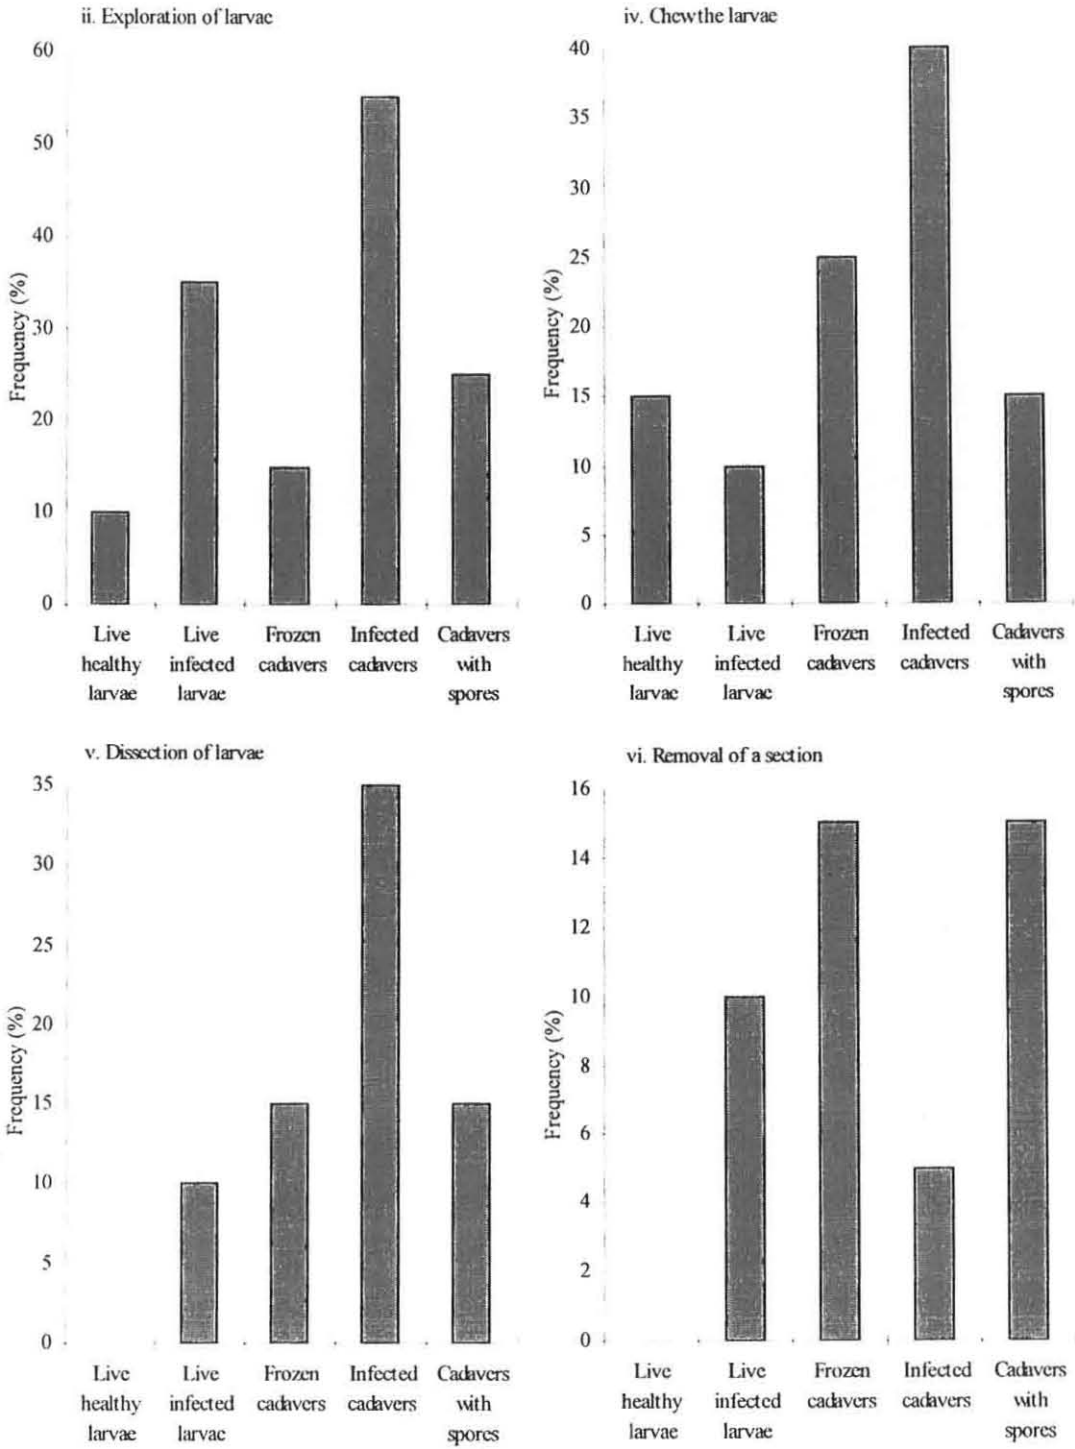 ii. Exploration of larvae
60
50
40
30
20
10
0
Frequency (%)
Live Live Frozen Infected Cadavers
healthy infected cadavers cadavers with
larvae larvae spores
iv. Chew the larvae
40
35
30
25
20
15
10
5
0
Frequency (%)
Live Live Frozen Infected Cadavers
healthy infected cadavers cadavers with
larvae larvae spores
v. Dissection of larvae
35
30
25
20
15
10
5
0
Frequency (%)
Live Live Frozen Infected Cadavers
healthy infected cadavers cadavers with
larvae larvae spores
vi. Removal of a section
16
14
12
10
8
6
4
2
0
Frequency (%)
Live Live Frozen Infected Cadavers
healthy infected cadavers cadavers with
larvae larvae spores